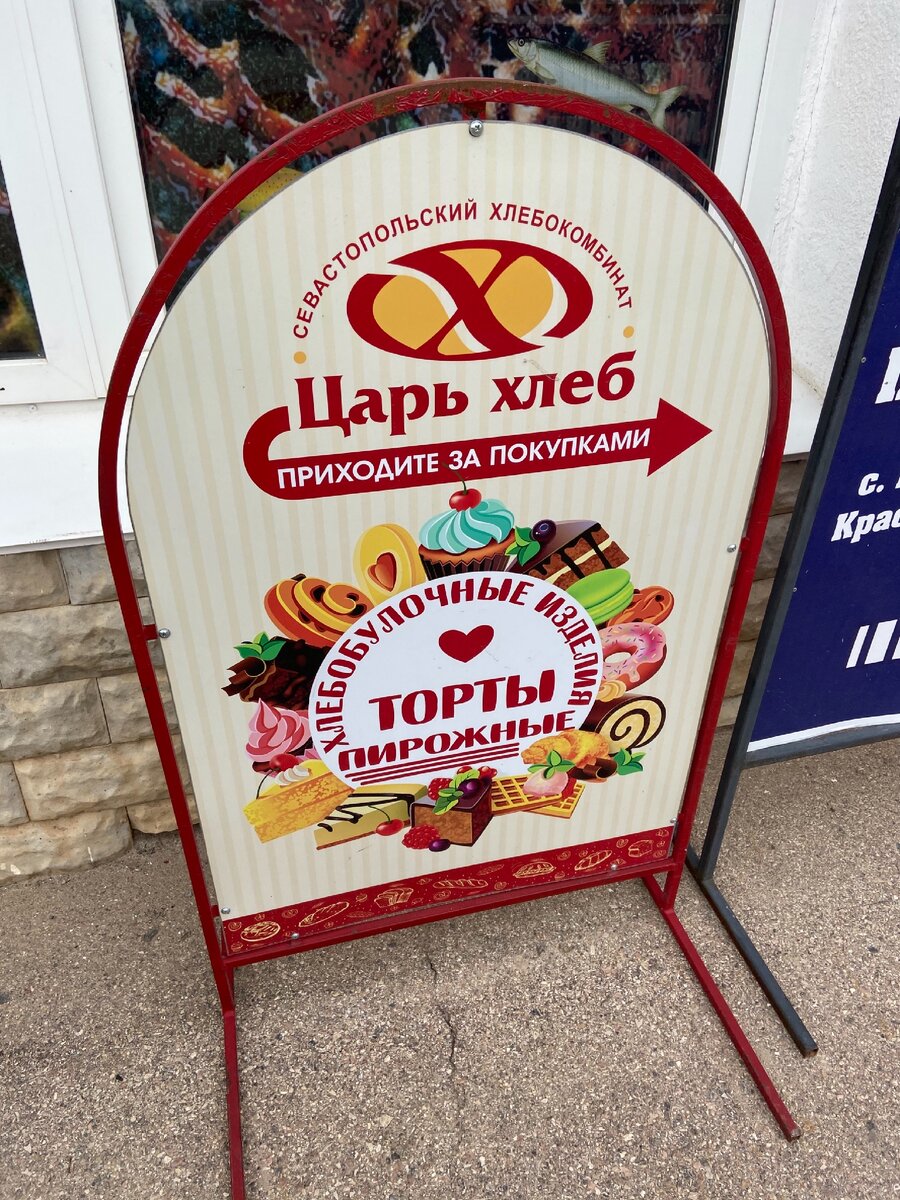 СЕВАСТОПОЛЬСКИЙ ХЛЕБОКОМБИНАТ
Царь хлеб
ПРИХОДИТЕ ЗА ПОКУПКАМИ
ХЛЕБОБУЛОЧНЫЕ ИЗДЕЛИЯ
ТОРТЫ
ПИРОЖНЫЕ
с.